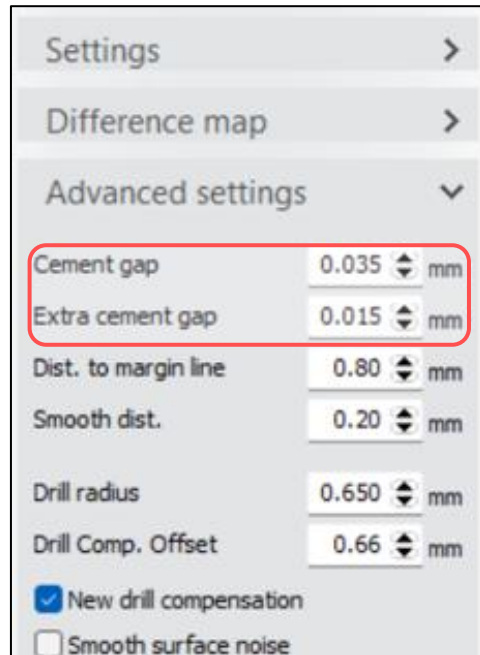 Settings
Difference map
Advanced settings
Cement gap 0.035 mm
Extra cement gap 0.015 mm
Dist. to margin line 0.80 mm
Smooth dist. 0.20 mm
Drill radius 0.650 mm
Drill Comp. Offset 0.66 mm
New drill compensation
Smooth surface noise